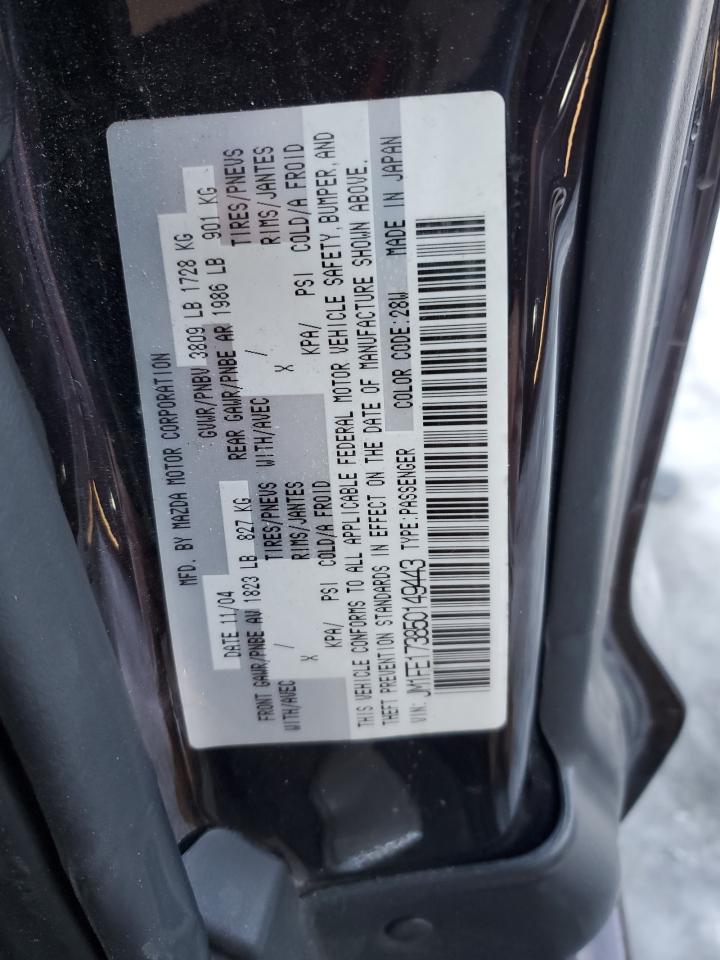 MFD. BY MAZDA MOTOR CORPORATION
DATE 11/04 GVWR/PNBV 3809 LB 1728 KG
FRONT GAWR/PNBE AV 1823 LB 827 KG REAR GAWR/PNBE AR 1986 LB 901 KG
WITH/AVEC / TIRES/PNEUS WITH/AVEC / TIRES/PNEUS
X RIMS/JANTES X RIMS/JANTES
KPA/ PSI COLD/A FROID KPA/ PSI COLD/A FROID
THIS VEHICLE CONFORMS TO ALL APPLICABLE FEDERAL MOTOR VEHICLE SAFETY, BUMPER, AND
THEFT PREVENTION STANDARDS IN EFFECT ON THE DATE OF MANUFACTURE SHOWN ABOVE.
VIN: JM1FE173850149443 TYPE:PASSENGER COLOR CODE:28W MADE IN JAPAN